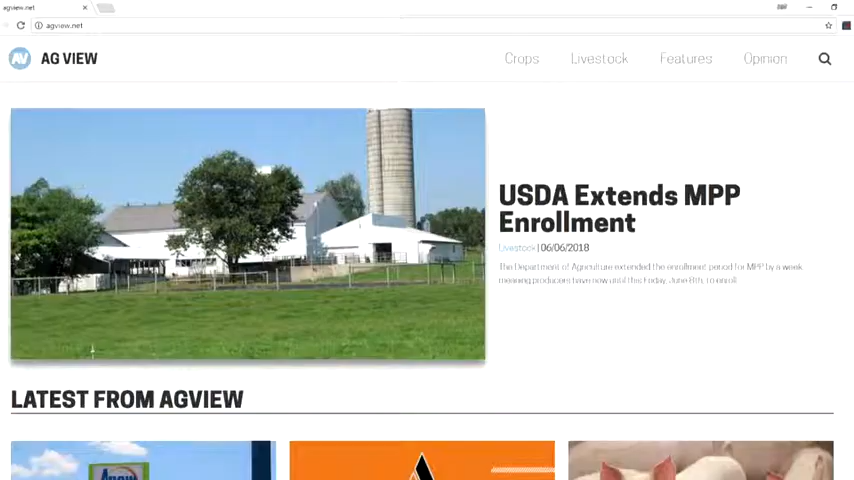 agview.net
agview.net
AV AG VIEW
Crops Livestock Features Opinion
USDA Extends MPP
Enrollment
Livestock | 06/06/2018
The Department of Agriculture extended the enrollment period for MPP by a week
meaning producers have now until this Friday, June 8th, to enroll
LATEST FROM AGVIEW